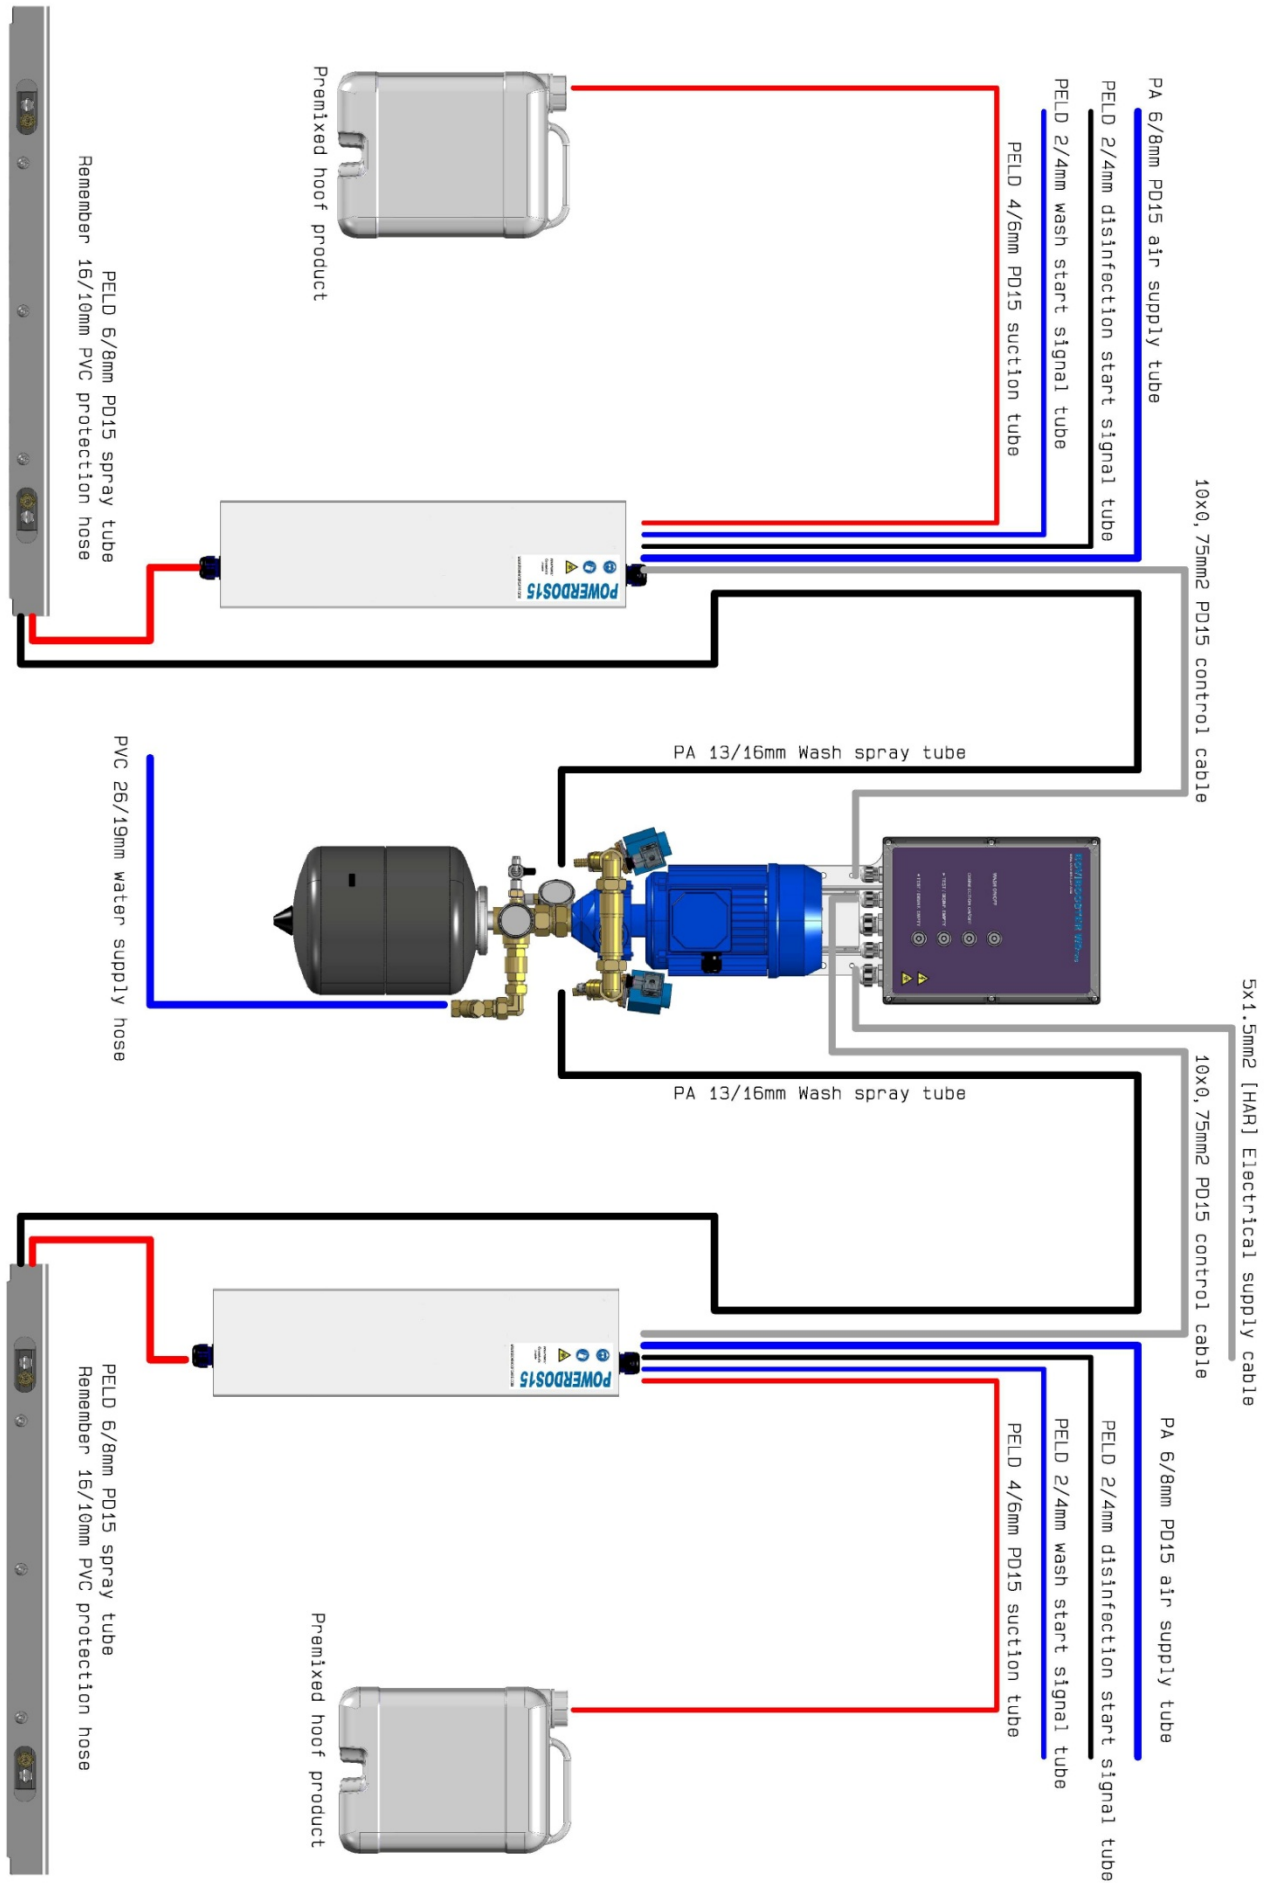 5x1.5mm2 [HAR] Electrical supply cable
10x0,75mm2 PD15 control cable
10x0,75mm2 PD15 control cable
PA 6/8mm PD15 air supply tube
PELD 2/4mm disinfection start signal tube
PELD 2/4mm wash start signal tube
PELD 4/6mm PD15 suction tube
PA 6/8mm PD15 air supply tube
PELD 2/4mm disinfection start signal tube
PELD 2/4mm wash start signal tube
PELD 4/6mm PD15 suction tube
PA 13/16mm Wash spray tube
PA 13/16mm Wash spray tube
POWERDOS15
POWERDOS15
Premixed hoof product
Premixed hoof product
PVC 26/19mm water supply hose
PELD 6/8mm PD15 spray tube
Remember 16/10mm PVC protection hose
PELD 6/8mm PD15 spray tube
Remember 16/10mm PVC protection hose